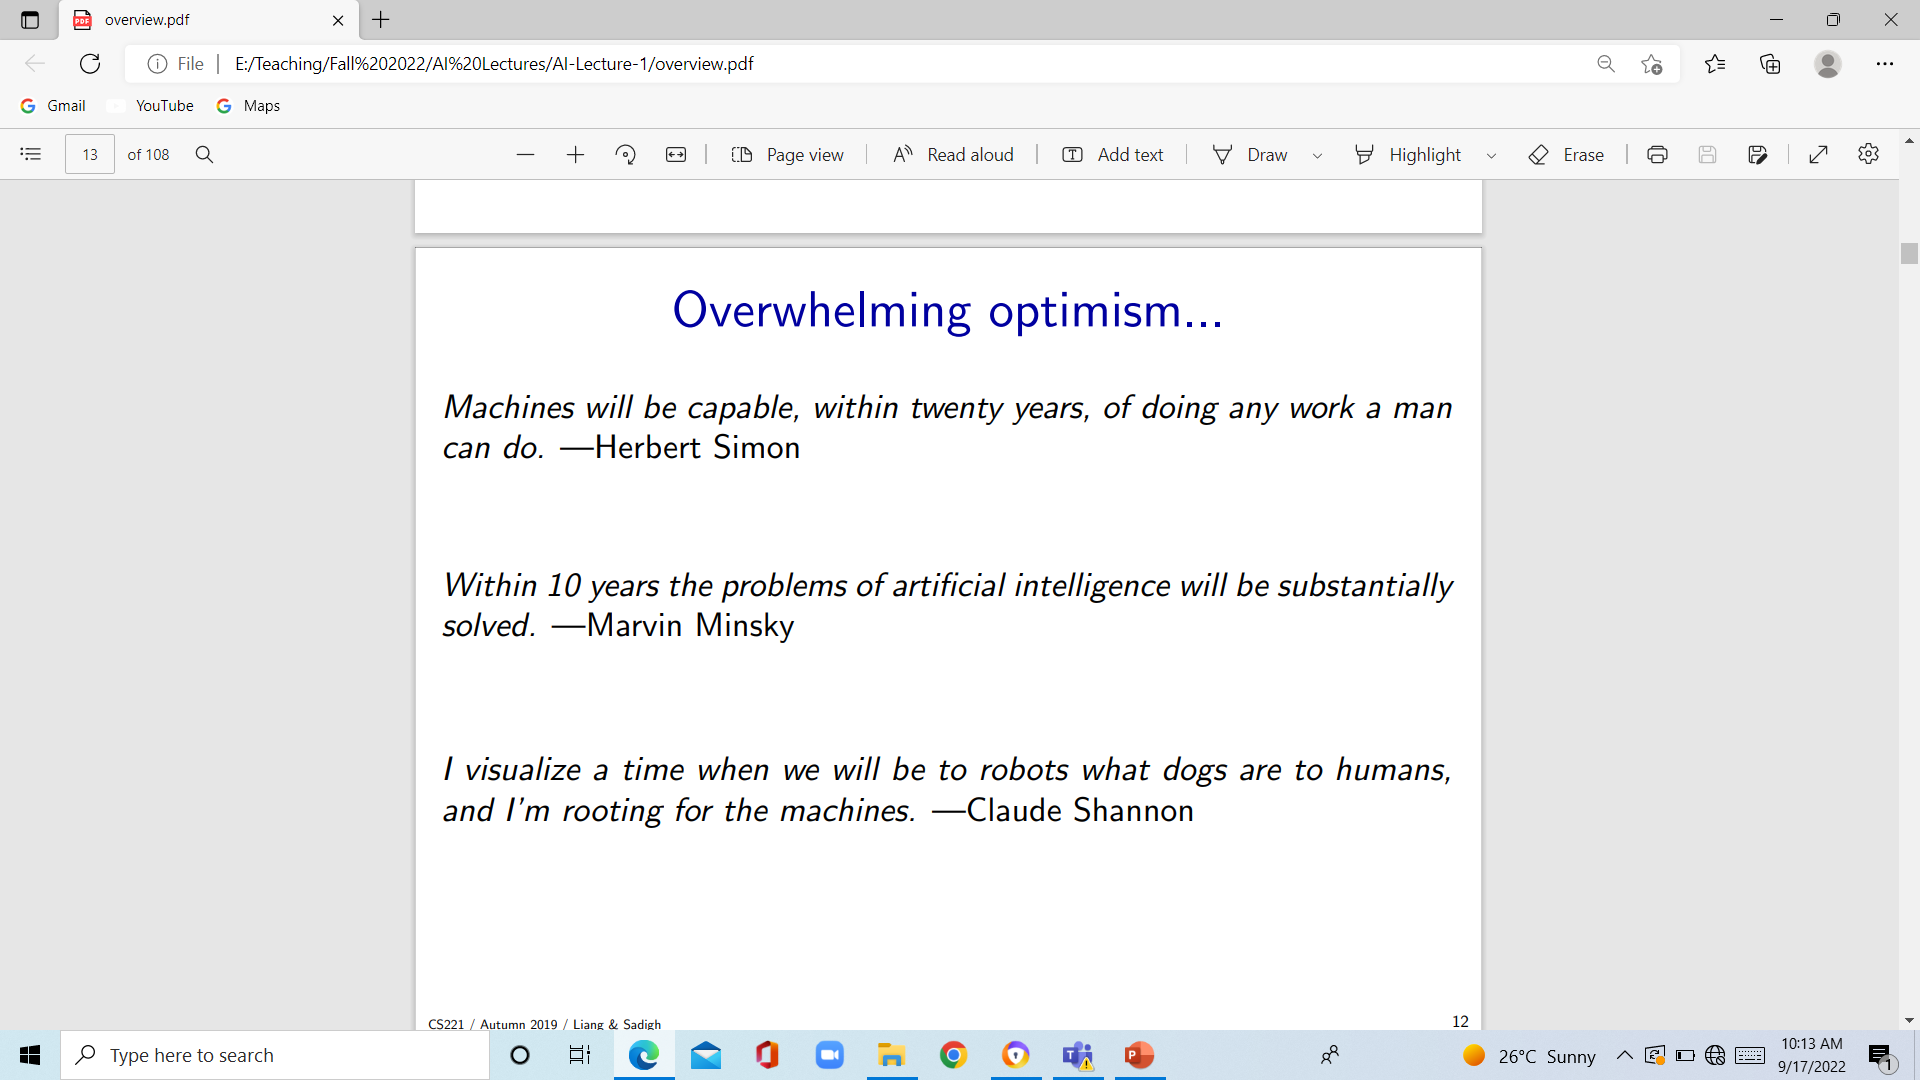 overview.pdf
File
E:/Teaching/Fall%202022/AI%20Lectures/AI-Lecture-1/overview.pdf
Gmail YouTube Maps
13 of 108 Page view Read aloud Add text Draw Highlight Erase
Overwhelming optimism...
Machines will be capable, within twenty years, of doing any work a man
can do. —Herbert Simon
Within 10 years the problems of artificial intelligence will be substantially
solved. —Marvin Minsky
I visualize a time when we will be to robots what dogs are to humans,
and I'm rooting for the machines. —Claude Shannon
CS221 / Autumn 2019 / Liang & Sadigh 12
Type here to search
26°C Sunny
10:13 AM
9/17/2022
1